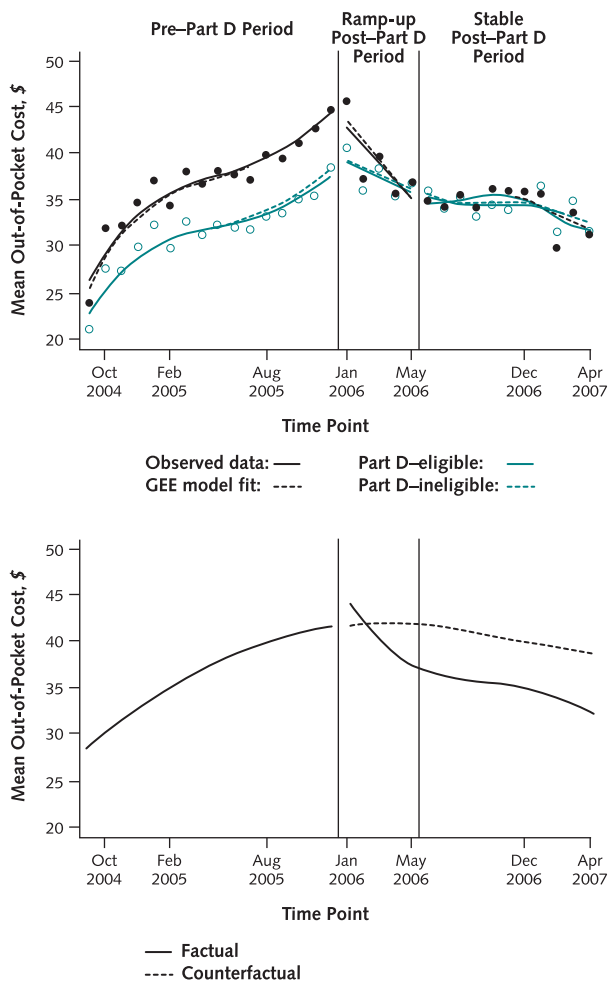 Pre–Part D Period
Ramp-up
Post–Part D
Period
Stable
Post–Part D
Period
Mean Out-of-Pocket Cost, $
50
45
40
35
30
25
20
Oct
2004
Feb
2005
Aug
2005
Jan
2006
May
2006
Dec
2006
Apr
2007
Time Point
Observed data:
GEE model fit:
Part D–eligible:
Part D–ineligible:
Mean Out-of-Pocket Cost, $
50
45
40
35
30
25
20
Oct
2004
Feb
2005
Aug
2005
Jan
2006
May
2006
Dec
2006
Apr
2007
Time Point
Factual
Counterfactual